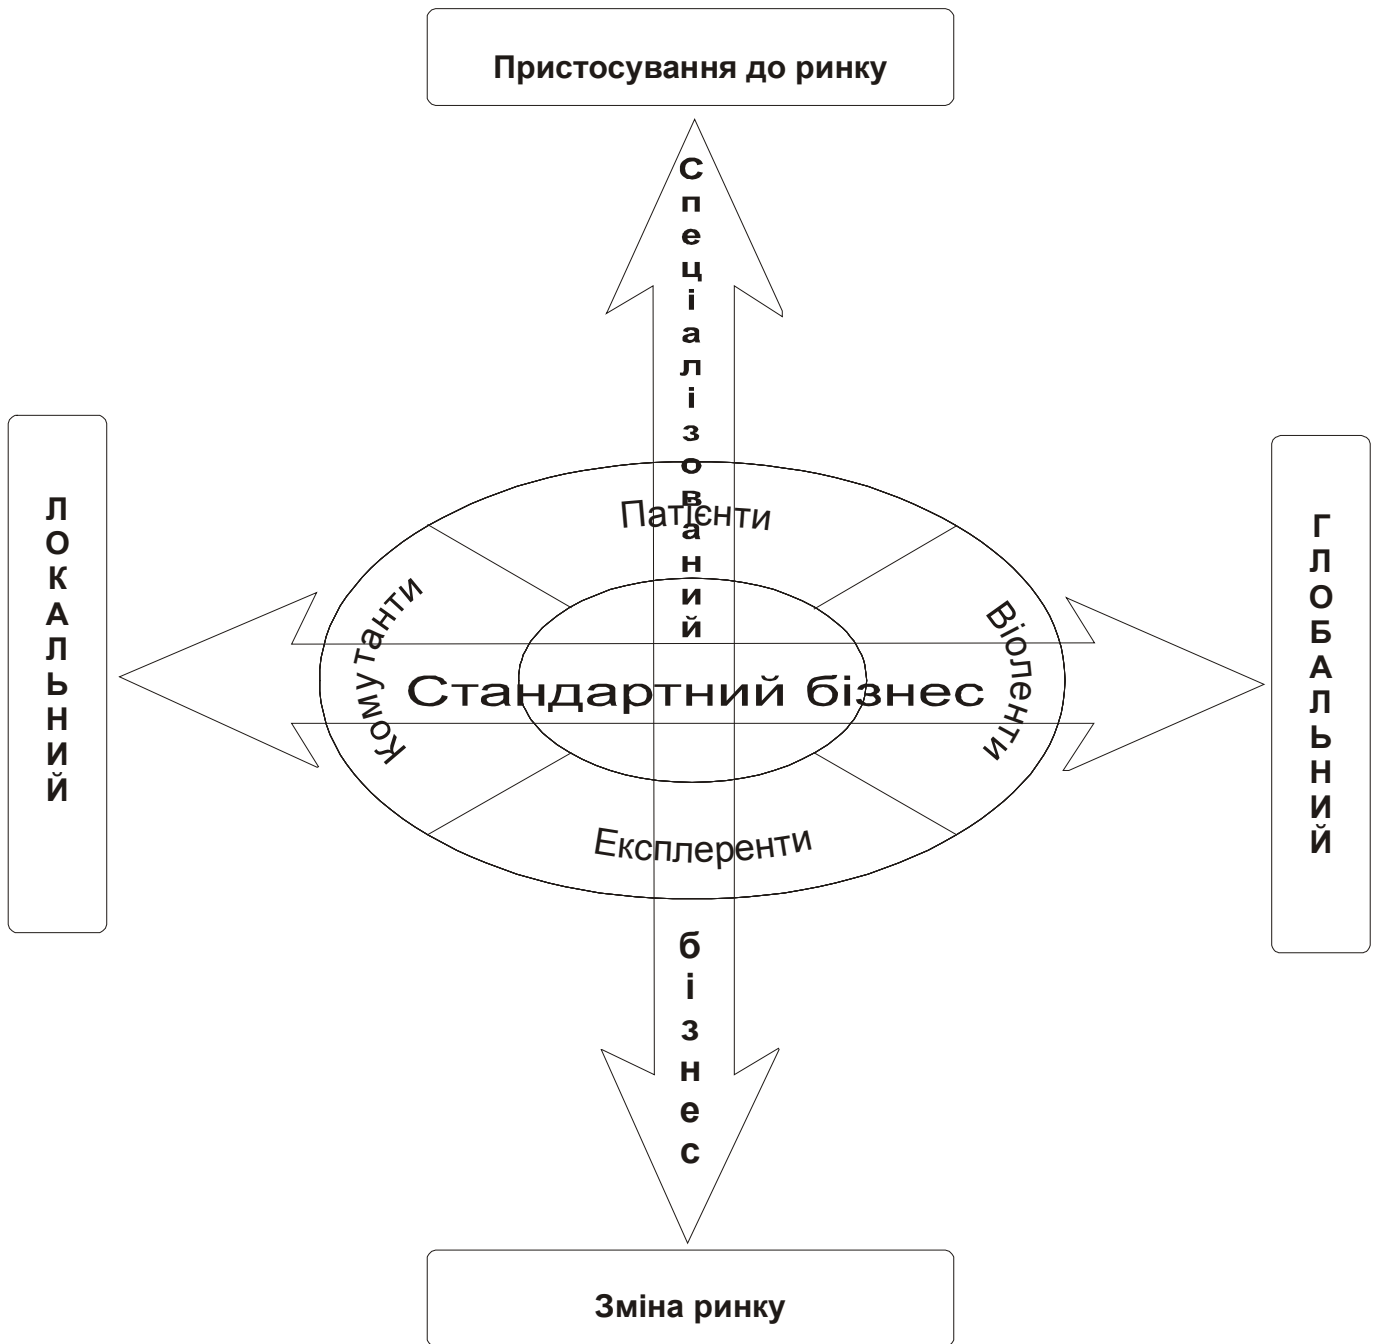 Пристосування до ринку
Спеціалізований
ЛОКАЛЬНИЙ
ГЛОБАЛЬНИЙ
Патієнти
Комутанти
Віоленти
Стандартний бізнес
Експлеренти
бізнес
Зміна ринку